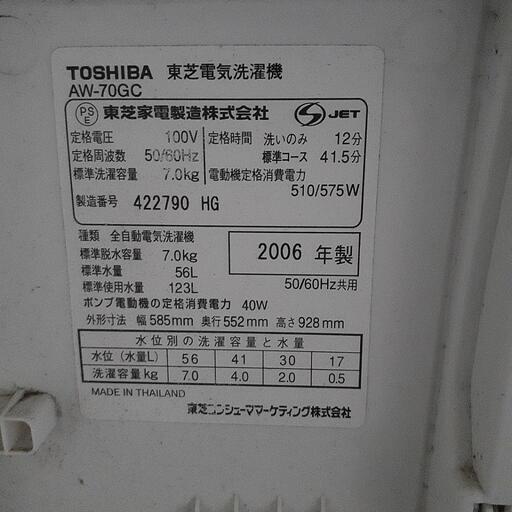 TOSHIBA 東芝電気洗濯機
AW-70GC
PS E 東芝家電製造株式会社 S JET
定格電圧 100V 定格時間 洗いのみ 12分
定格周波数 50/60Hz 標準コース 41.5分
標準洗濯容量 7.0kg 電動機定格消費電力
510/575W
製造番号 422790 HG
種類 全自動電気洗濯機
標準脱水容量 7.0kg 2006 年製
標準水量 56L
標準使用水量 123L 50/60Hz共用
ポンプ電動機の定格消費電力 40W
外形寸法 幅585mm 奥行552mm 高さ928mm
水位別の洗濯容量と水量
水位(水量L) 56 41 30 17
洗濯容量kg 7.0 4.0 2.0 0.5
MADE IN THAILAND
東芝コンシューママーケティング株式会社